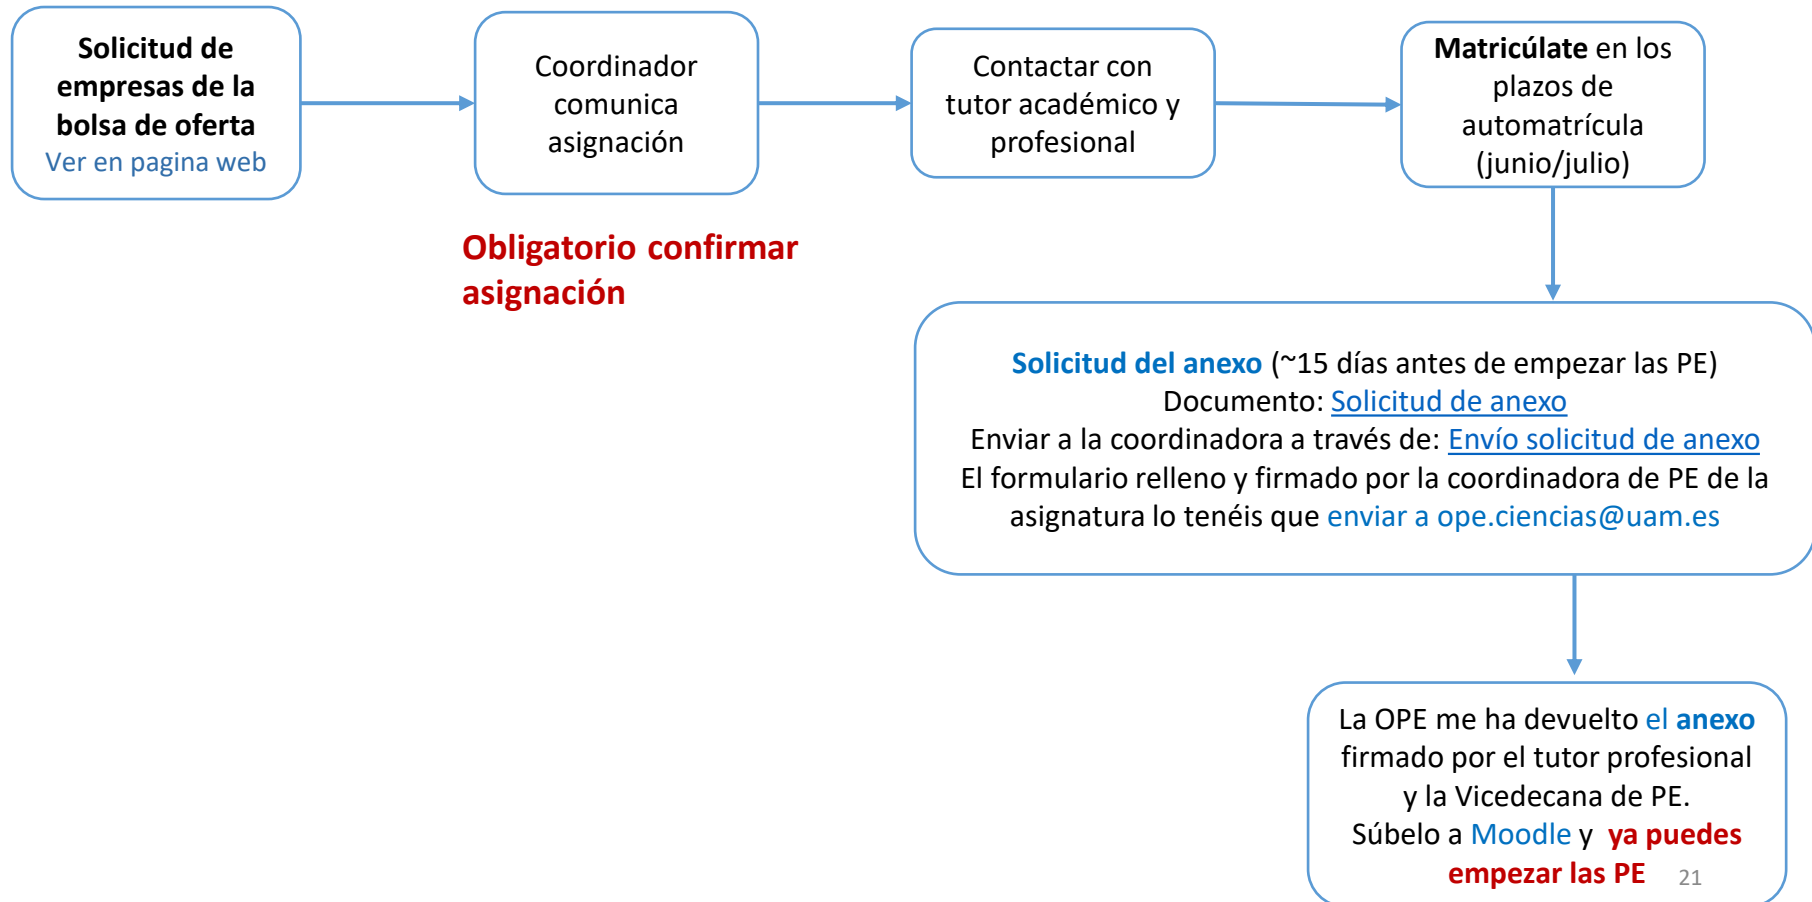 Solicitud de
empresas de la
bolsa de oferta
Ver en pagina web
Coordinador
comunica
asignación
Obligatorio confirmar
asignación
Contactar con
tutor académico y
profesional
Matricúlate en los
plazos de
automatrícula
(junio/julio)
Solicitud del anexo (~15 días antes de empezar las PE)
Documento: Solicitud de anexo
Enviar a la coordinadora a través de: Envío solicitud de anexo
El formulario relleno y firmado por la coordinadora de PE de la
asignatura lo tenéis que enviar a ope.ciencias@uam.es
La OPE me ha devuelto el anexo
firmado por el tutor profesional
y la Vicedecana de PE.
Súbelo a Moodle y ya puedes
empezar las PE
21